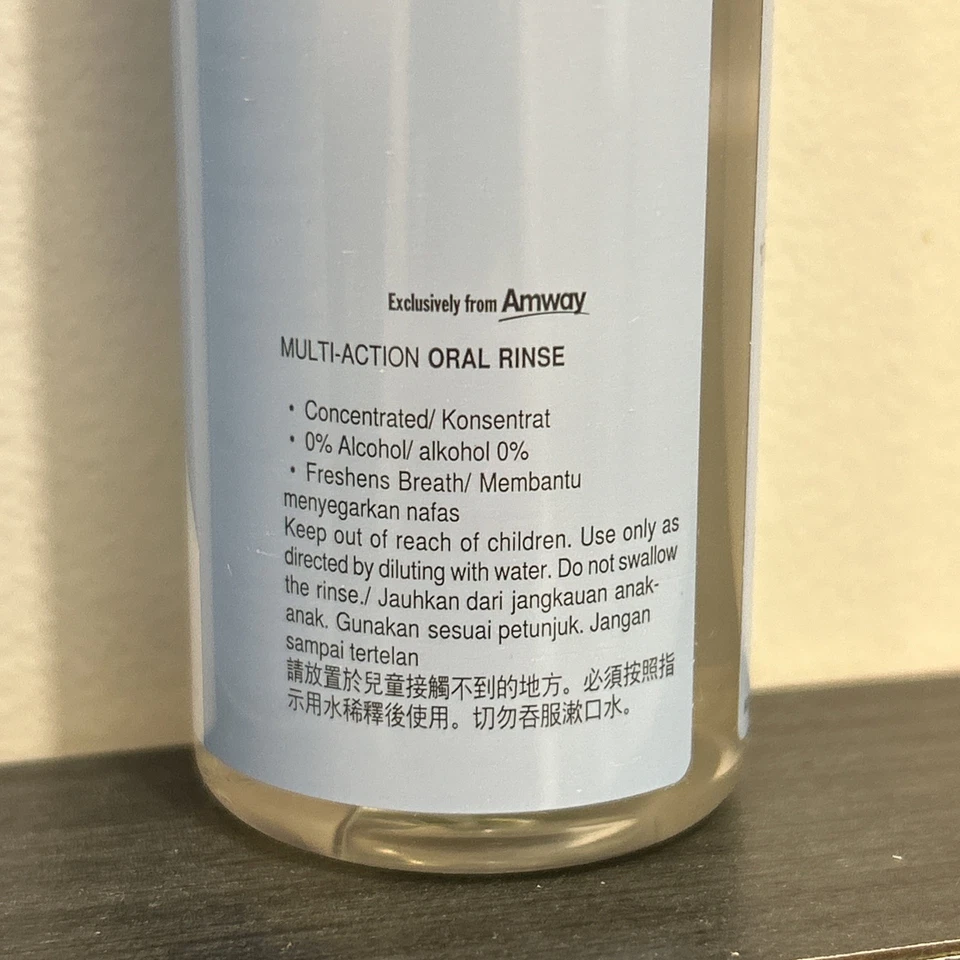 Exclusively from Amway
MULTI-ACTION ORAL RINSE
• Concentrated/ Konsentrat
• 0% Alcohol/ alkohol 0%
• Freshens Breath/ Membantu
menyegarkan nafas
Keep out of reach of children. Use only as
directed by diluting with water. Do not swallow
the rinse./ Jauhkan dari jangkauan anak-
anak. Gunakan sesuai petunjuk. Jangan
sampai tertelan
請放置於兒童接觸不到的地方。必須按照指
示用水稀釋後使用。切勿吞服漱口水。